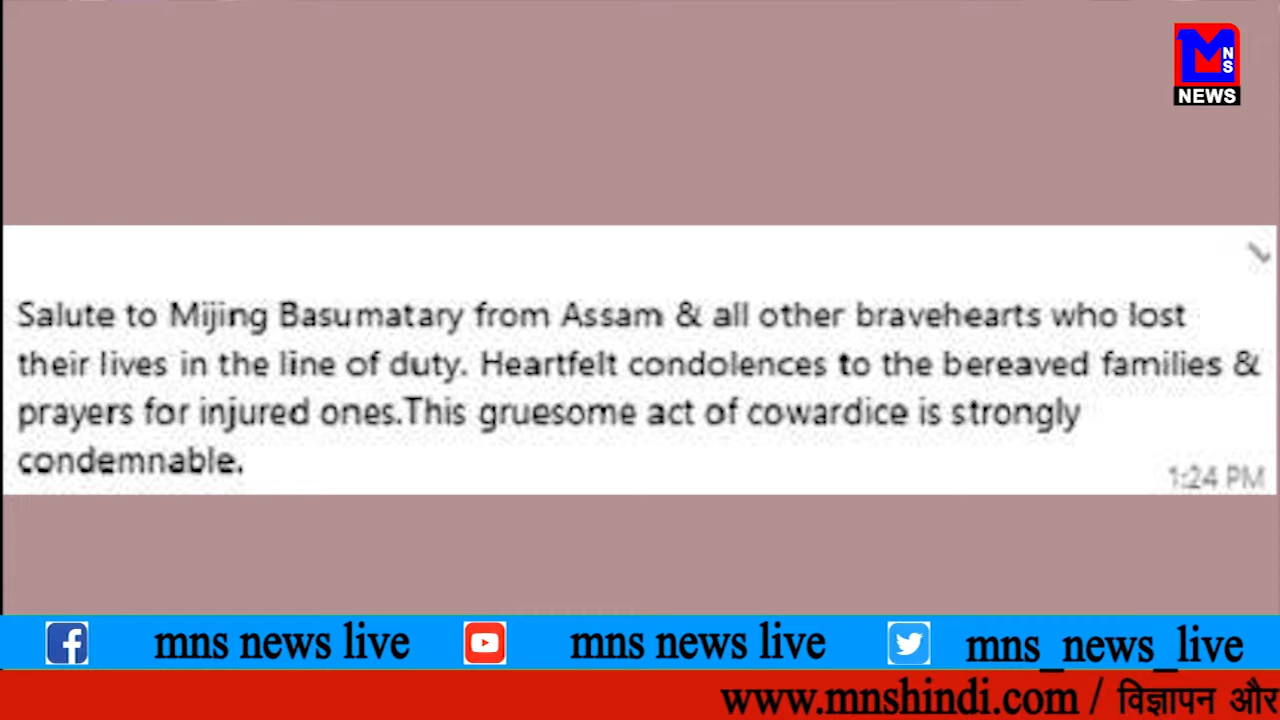 M
NS
NEWS
Salute to Mijing Basumatary from Assam & all other bravehearts who lost
their lives in the line of duty. Heartfelt condolences to the bereaved families &
prayers for injured ones.This gruesome act of cowardice is strongly
condemnable.
1:24 PM
mns news live
mns news live
mns_news_live
www.mnshindi.com / विज्ञापन और